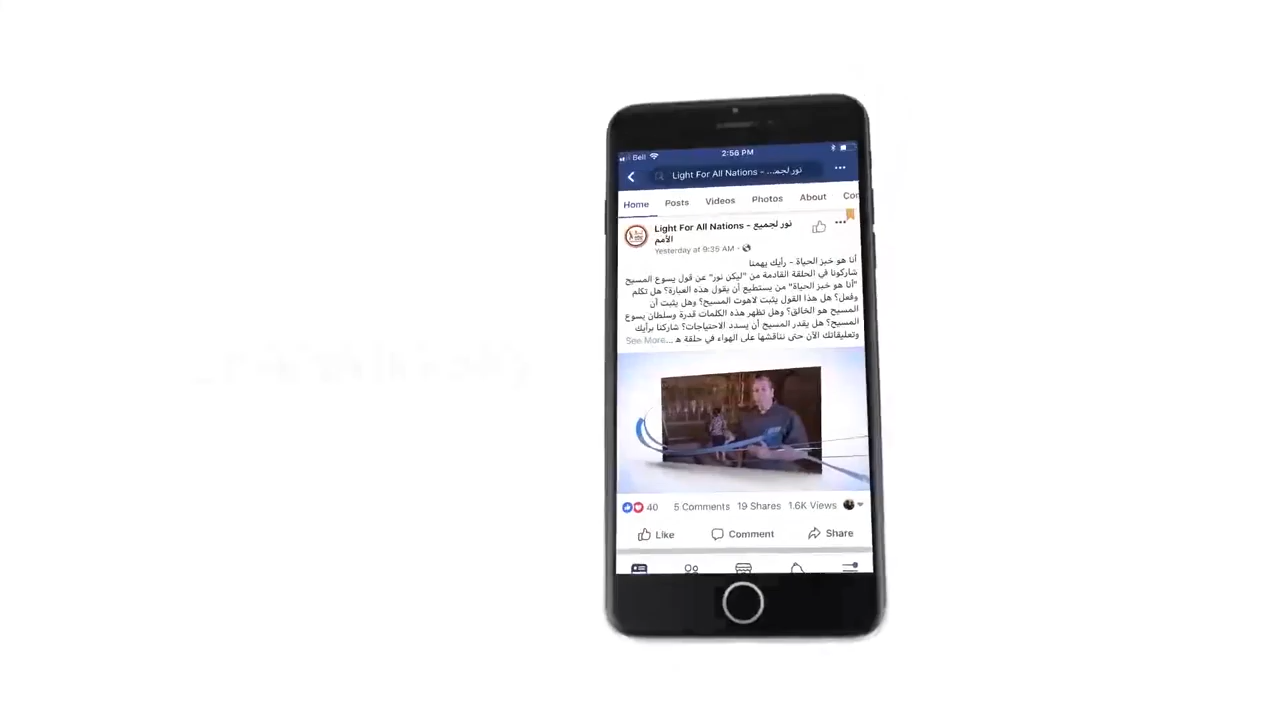 Bell
2:56 PM
Light For All Nations - نور لجمي...
Home Posts Videos Photos About
Light For All Nations - نور لجميع
الأمم
Yesterday at 9:35 AM
أنا هو خبز الحياة - رأيك يهمنا
شاركونا في الحلقة القادمة من "ليكن نور" عن قول يسوع المسيح
"أنا هو خبز الحياة" من يستطيع أن يقول هذه العبارة؟ هل تكلم
وفعل؟ هل هذا القول يثبت لاهوت المسيح؟ وهل يثبت أن
المسيح هو الخالق؟ وهل تظهر هذه الكلمات قدرة وسلطان يسوع
المسيح؟ هل يقدر المسيح أن يسدد الاحتياجات؟ شاركنا برأيك
وتعليقاتك الآن حتى نناقشها على الهواء في حلقة ه... See More
40 5 Comments 19 Shares 1.6K Views
Like Comment Share